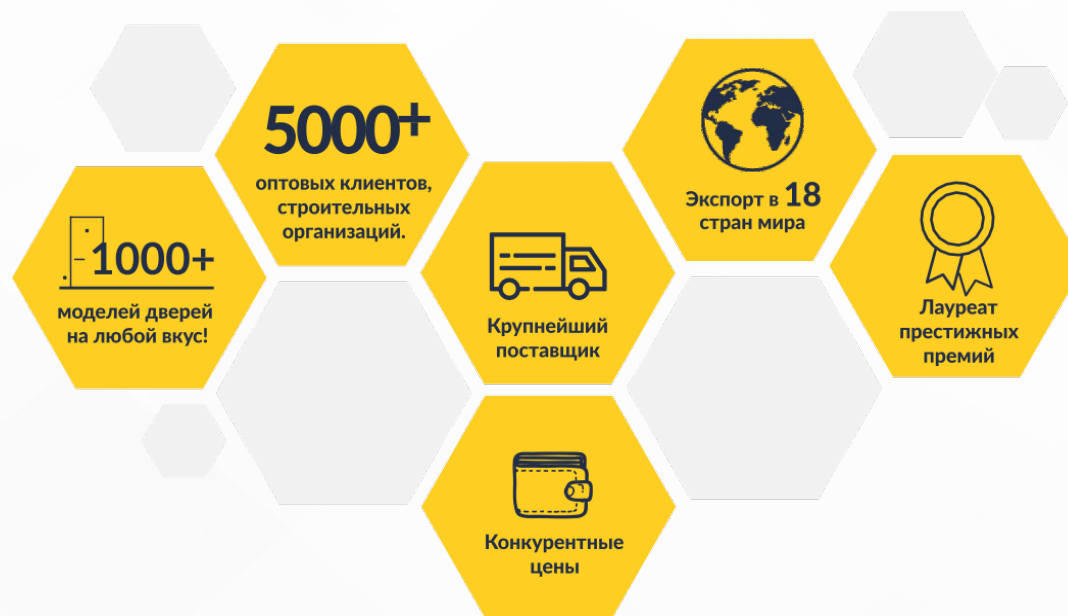 1000+
моделей дверей
на любой вкус!
5000+
оптовых клиентов,
строительных
организаций.
Крупнейший
поставщик
Конкурентные
цены
Экспорт в 18
стран мира
Лауреат
престижных
премий